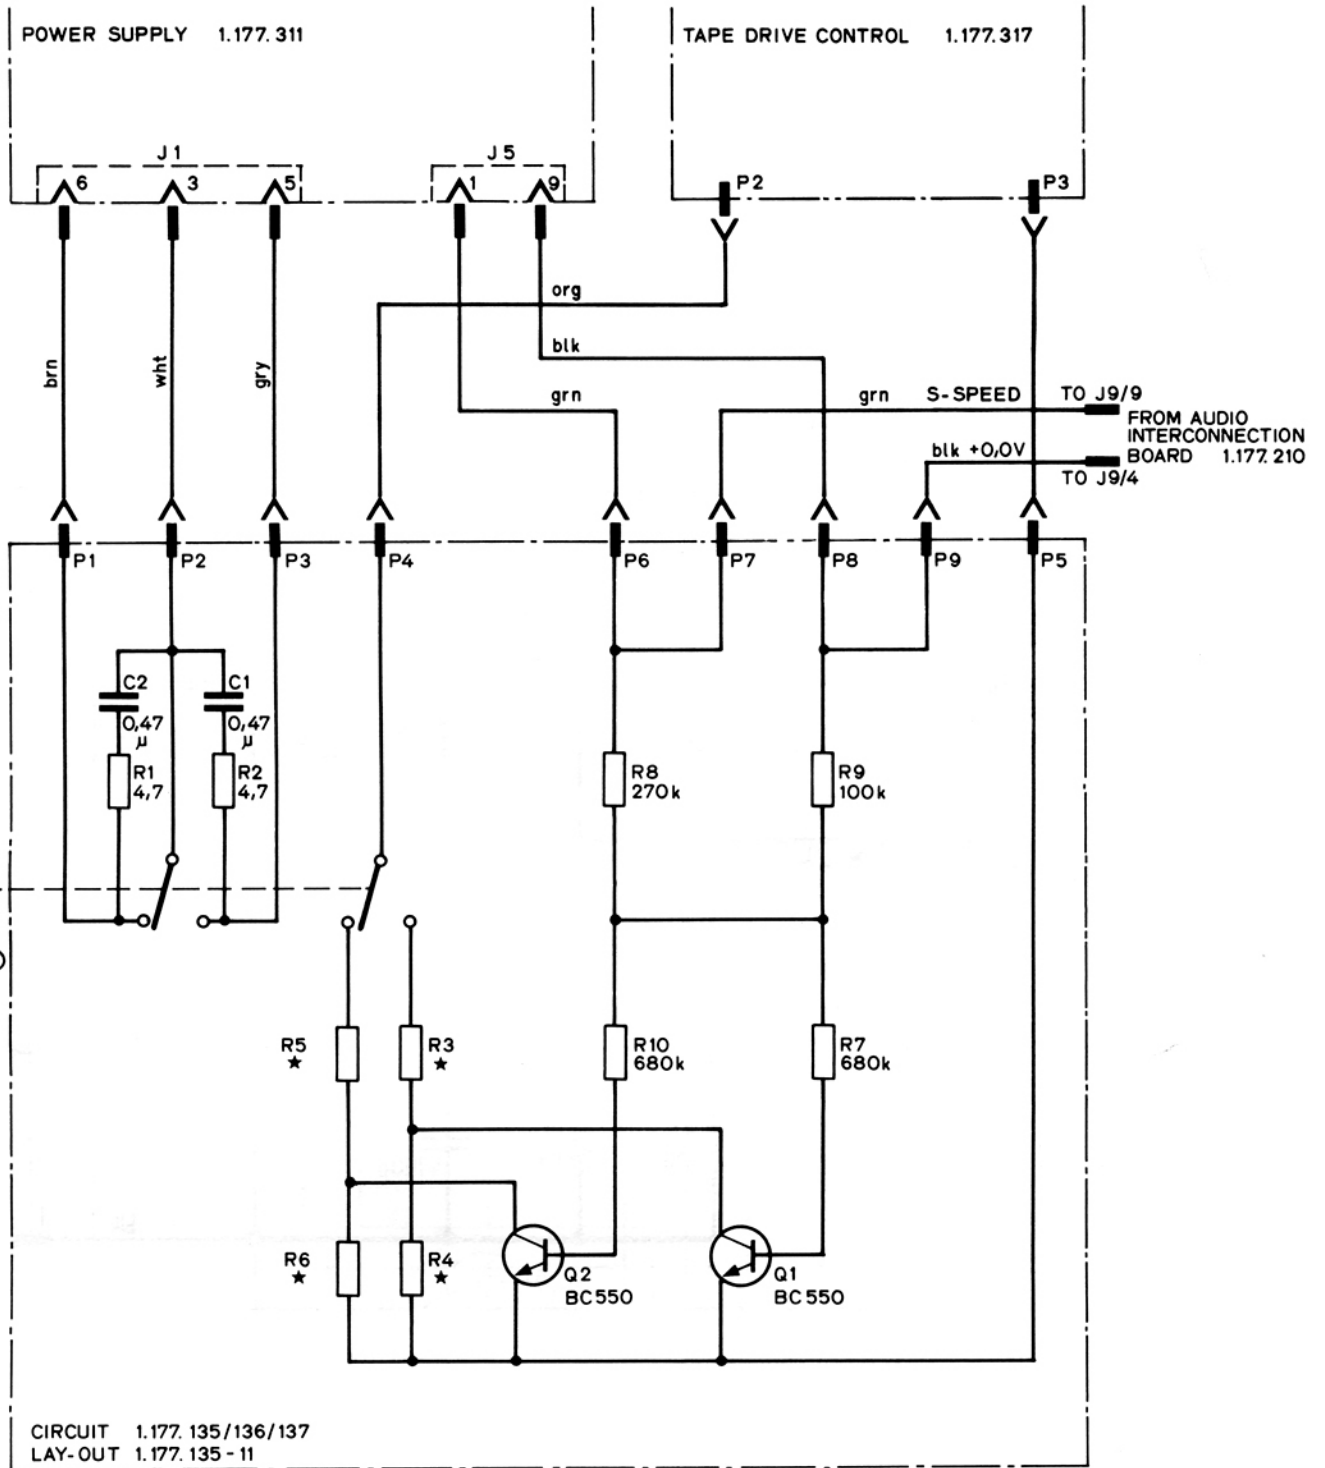 POWER SUPPLY 1.177.311
TAPE DRIVE CONTROL 1.177.317
J1
J5
6
3
5
1
9
P2
P3
org
blk
grn
brn
wht
gry
grn
S-SPEED
TO J9/9
FROM AUDIO
INTERCONNECTION
BOARD 1.177.210
blk +0,0V
TO J9/4
P1
P2
P3
P4
P6
P7
P8
P9
P5
C2
0,47
μ
C1
0,47
μ
R1
4,7
R2
4,7
R8
270k
R9
100k
R5
★
R3
★
R10
680k
R7
680k
R6
★
R4
★
Q2
BC550
Q1
BC550
CIRCUIT 1.177.135/136/137
LAY-OUT 1.177.135-11